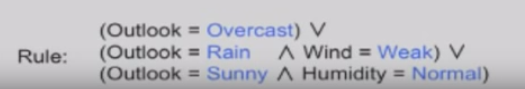 (Outlook = Overcast) ∨
Rule: (Outlook = Rain ∧ Wind = Weak) ∨
(Outlook = Sunny ∧ Humidity = Normal)